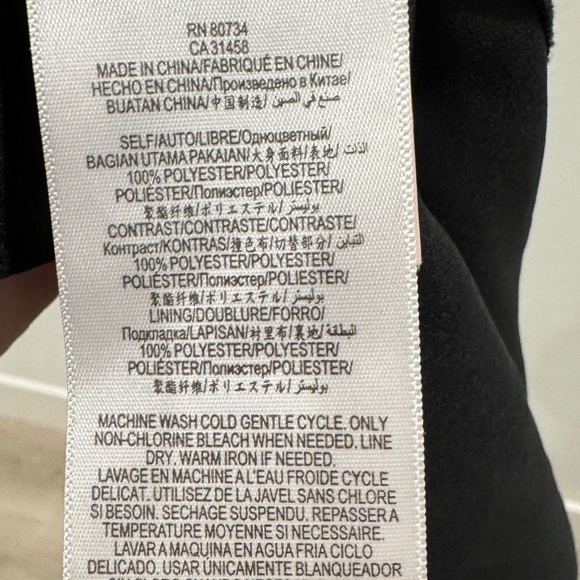 RN 80734
CA 31458
MADE IN CHINA/FABRIQUÉ EN CHINE/
HECHO EN CHINA/Произведено в Китае/
BUATAN CHINA/中国制造/ صنع في الصين
SELF/AUTO/LIBRE/Одноцветный/
BAGIAN UTAMA PAKAIAN/大身面料/表地/ الذات
100% POLYESTER/POLYESTER/
POLIÉSTER/Полиэстер/POLIESTER/
聚酯纤维/ポリエステル/ بوليستر
CONTRAST/CONTRASTE/CONTRASTE/
Контраст/KONTRAS/撞色布/切替部分/ التباين
100% POLYESTER/POLYESTER/
POLIÉSTER/Полиэстер/POLIESTER/
聚酯纤维/ポリエステル/ بوليستر
LINING/DOUBLURE/FORRO/
Подкладка/LAPISAN/衬里布/裏地/ البطانة
100% POLYESTER/POLYESTER/
POLIÉSTER/Полиэстер/POLIESTER/
聚酯纤维/ポリエステル/ بوليستر
MACHINE WASH COLD GENTLE CYCLE. ONLY
NON-CHLORINE BLEACH WHEN NEEDED. LINE
DRY. WARM IRON IF NEEDED.
LAVAGE EN MACHINE A L'EAU FROIDE CYCLE
DELICAT. UTILISEZ DE LA JAVEL SANS CHLORE
SI BESOIN. SECHAGE SUSPENDU. REPASSER A
TEMPERATURE MOYENNE SI NECESSAIRE.
LAVAR A MAQUINA EN AGUA FRIA CICLO
DELICADO. USAR ÚNICAMENTE BLANQUEADOR